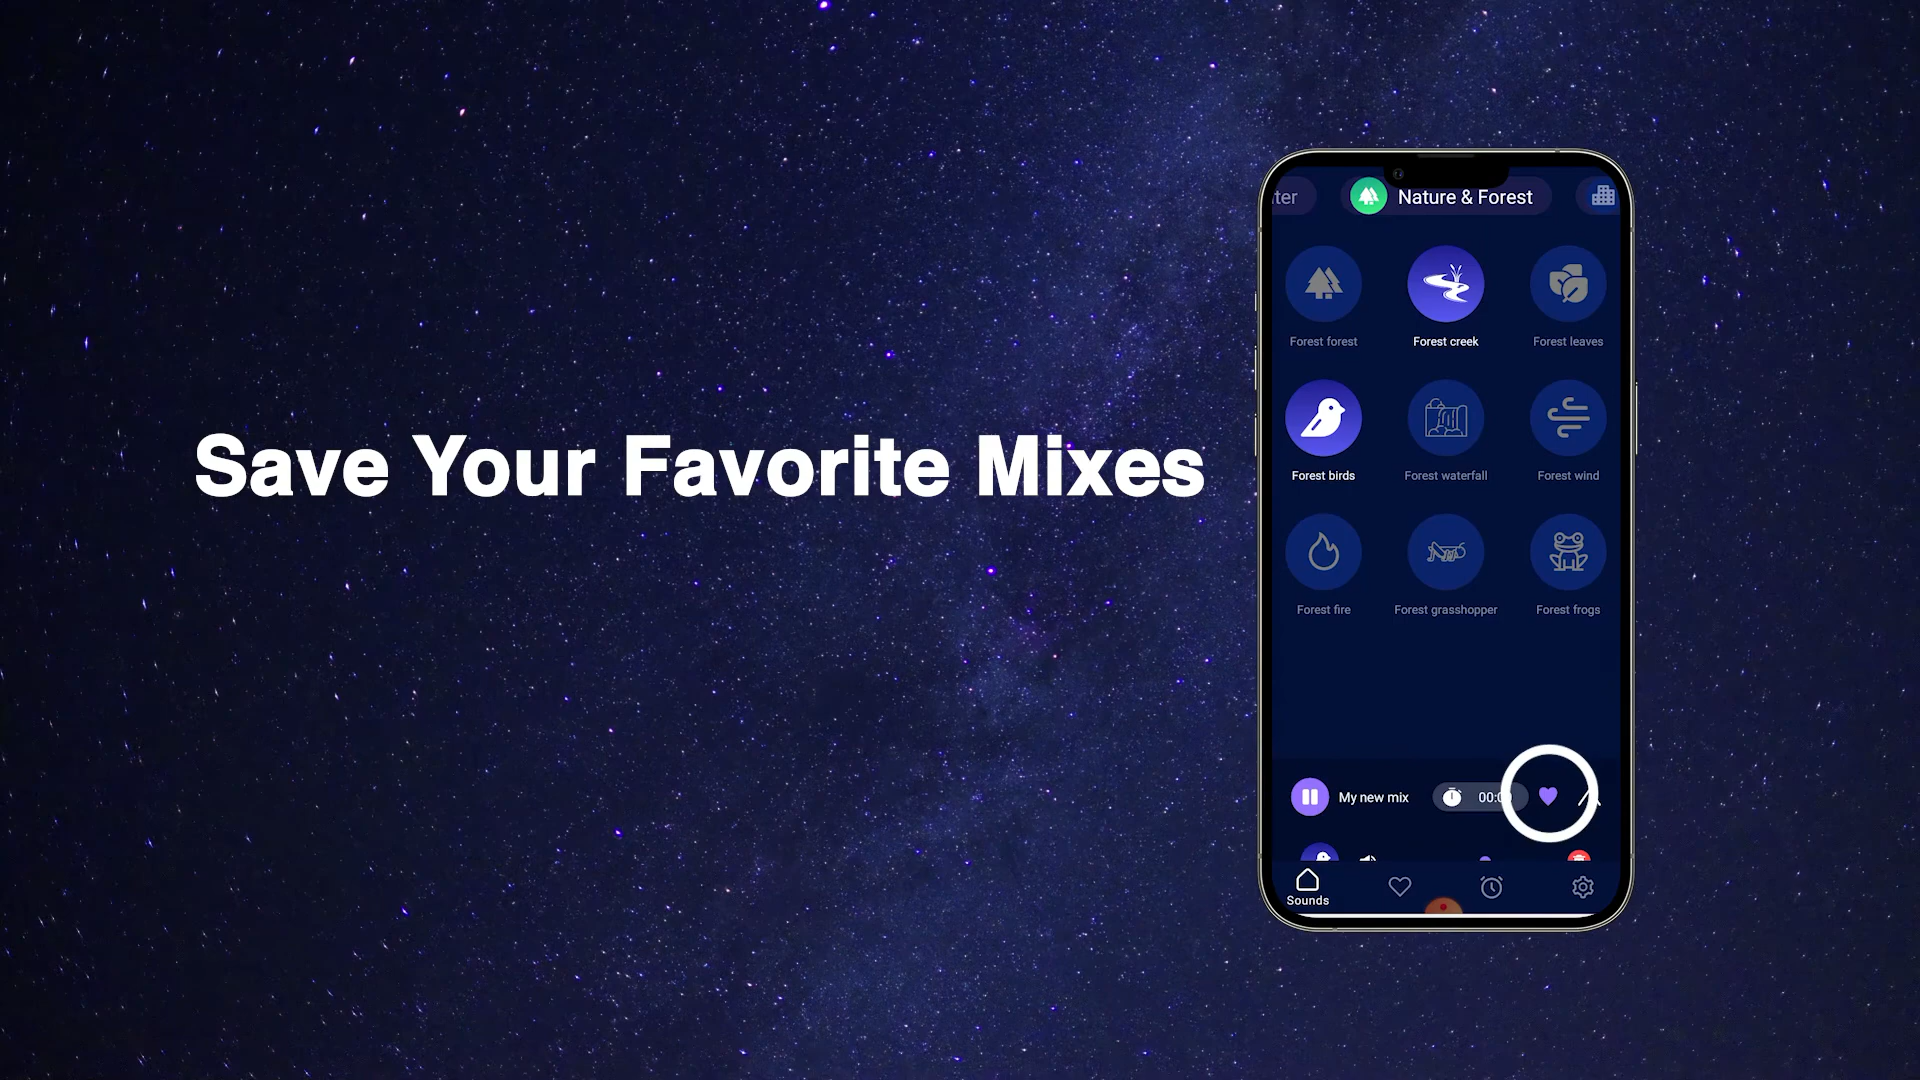 Save Your Favorite Mixes
Nature & Forest
Forest forest
Forest creek
Forest leaves
Forest birds
Forest waterfall
Forest wind
Forest fire
Forest grasshopper
Forest frogs
My new mix
Sounds